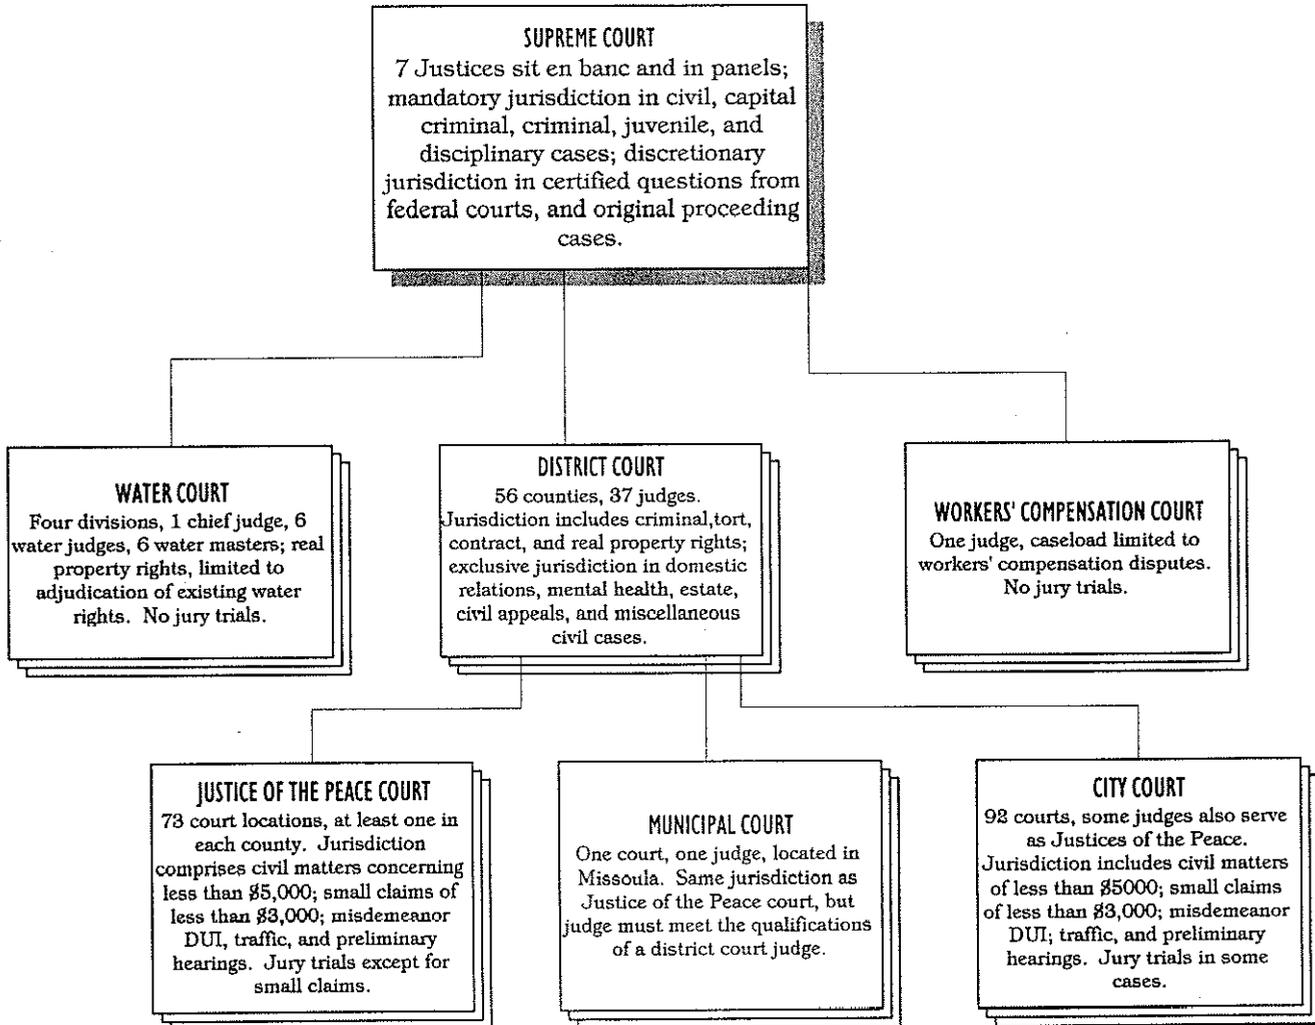 SUPREME COURT
7 Justices sit en banc and in panels;
mandatory jurisdiction in civil, capital
criminal, criminal, juvenile, and
disciplinary cases; discretionary
jurisdiction in certified questions from
federal courts, and original proceeding
cases.
WATER COURT
Four divisions, 1 chief judge, 6
water judges, 6 water masters; real
property rights, limited to
adjudication of existing water
rights. No jury trials.
DISTRICT COURT
56 counties, 37 judges.
Jurisdiction includes criminal,tort,
contract, and real property rights;
exclusive jurisdiction in domestic
relations, mental health, estate,
civil appeals, and miscellaneous
civil cases.
WORKERS' COMPENSATION COURT
One judge, caseload limited to
workers' compensation disputes.
No jury trials.
JUSTICE OF THE PEACE COURT
73 court locations, at least one in
each county. Jurisdiction
comprises civil matters concerning
less than $5,000; small claims of
less than $3,000; misdemeanor
DUI, traffic, and preliminary
hearings. Jury trials except for
small claims.
MUNICIPAL COURT
One court, one judge, located in
Missoula. Same jurisdiction as
Justice of the Peace court, but
judge must meet the qualifications
of a district court judge.
CITY COURT
92 courts, some judges also serve
as Justices of the Peace.
Jurisdiction includes civil matters
of less than $5000; small claims
of less than $3,000; misdemeanor
DUI; traffic, and preliminary
hearings. Jury trials in some
cases.